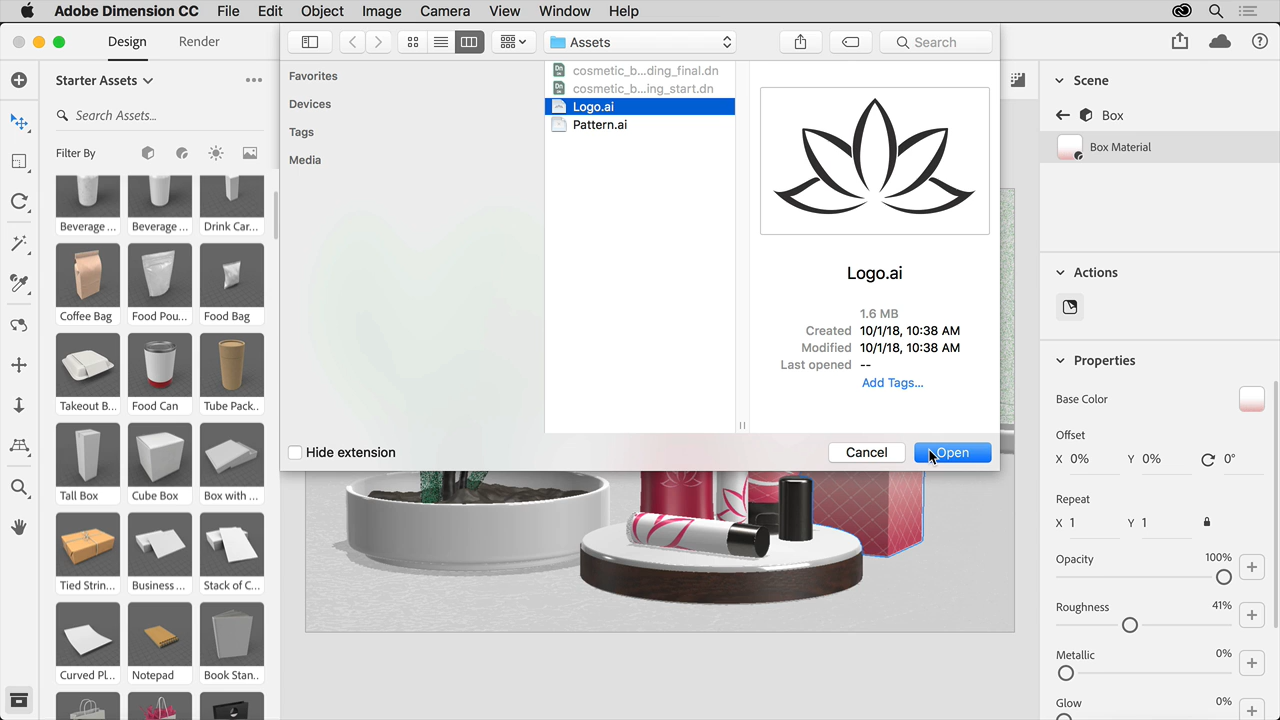 Adobe Dimension CC File Edit Object Image Camera View Window Help
Design Render
Assets
Search
Starter Assets
Search Assets...
Filter By
Beverage ... Beverage ... Drink Car...
Coffee Bag Food Pou... Food Bag
Takeout B... Food Can Tube Pack..
Tall Box Cube Box Box with ...
Tied Strin... Business ... Stack of C...
Curved Pl... Notepad Book Stan..
Favorites
Devices
Tags
Media
cosmetic_b...ding_final.dn
cosmetic_b...ing_start.dn
Logo.ai
Pattern.ai
Logo.ai
1.6 MB
Created 10/1/18, 10:38 AM
Modified 10/1/18, 10:38 AM
Last opened --
Add Tags...
Hide extension
Cancel Open
Scene
Box
Box Material
Actions
Properties
Base Color
Offset
X 0% Y 0% 0°
Repeat
X 1 Y 1
Opacity 100%
Roughness 41%
Metallic 0%
Glow 0%